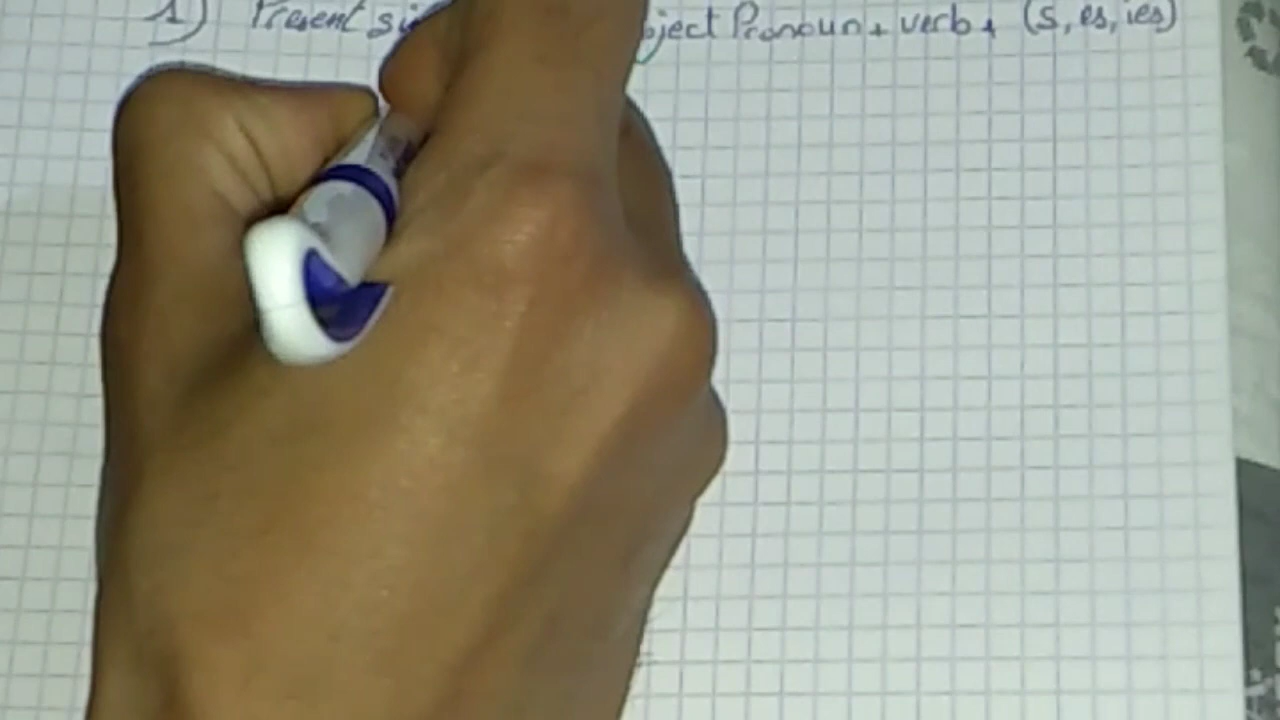 1) Present si ject Pronoun + verb + (s, es, ies)